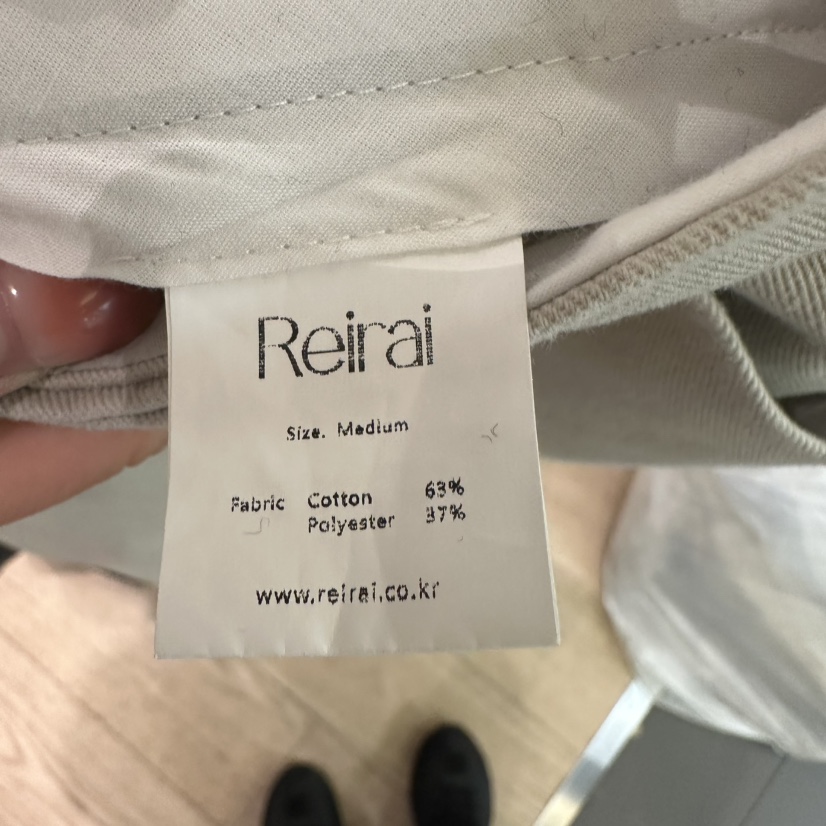 Reirai
Size. Medium
Fabric Cotton 63%
Polyester 37%
www.reirai.co.kr